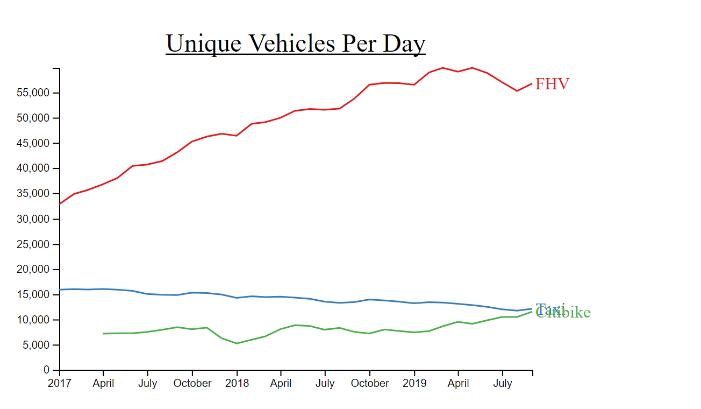 Unique Vehicles Per Day
55,000
50,000
45,000
40,000
35,000
30,000
25,000
20,000
15,000
10,000
5,000
0
2017 April July October 2018 April July October 2019 April July
FHV
Taxi
Citibike